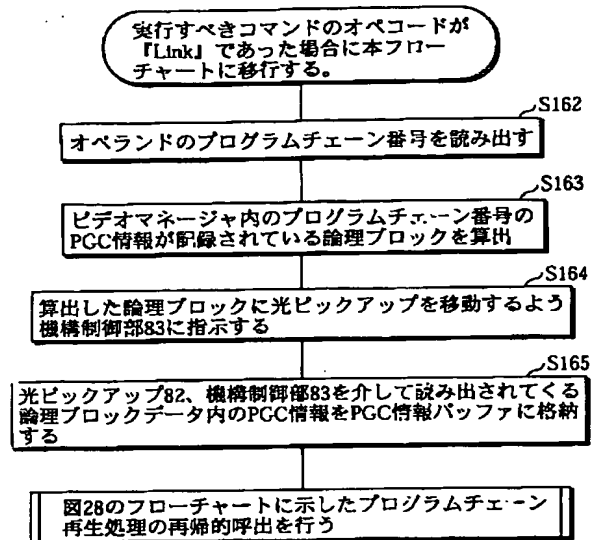 実行すべきコマンドのオペコードが
『Link』であった場合に本フロー
チャートに移行する。
S162
オペランドのプログラムチェーン番号を読み出す
S163
ビデオマネージャ内のプログラムチェーン番号の
PGC情報が記録されている論理ブロックを算出
S164
算出した論理ブロックに光ピックアップを移動するよう
機構制御部83に指示する
S165
光ピックアップ82、機構制御部83を介して読み出されてくる
論理ブロックデータ内のPGC情報をPGC情報バッファに格納
する
図28のフローチャートに示したプログラムチェーン
再生処理の再帰的呼出を行う